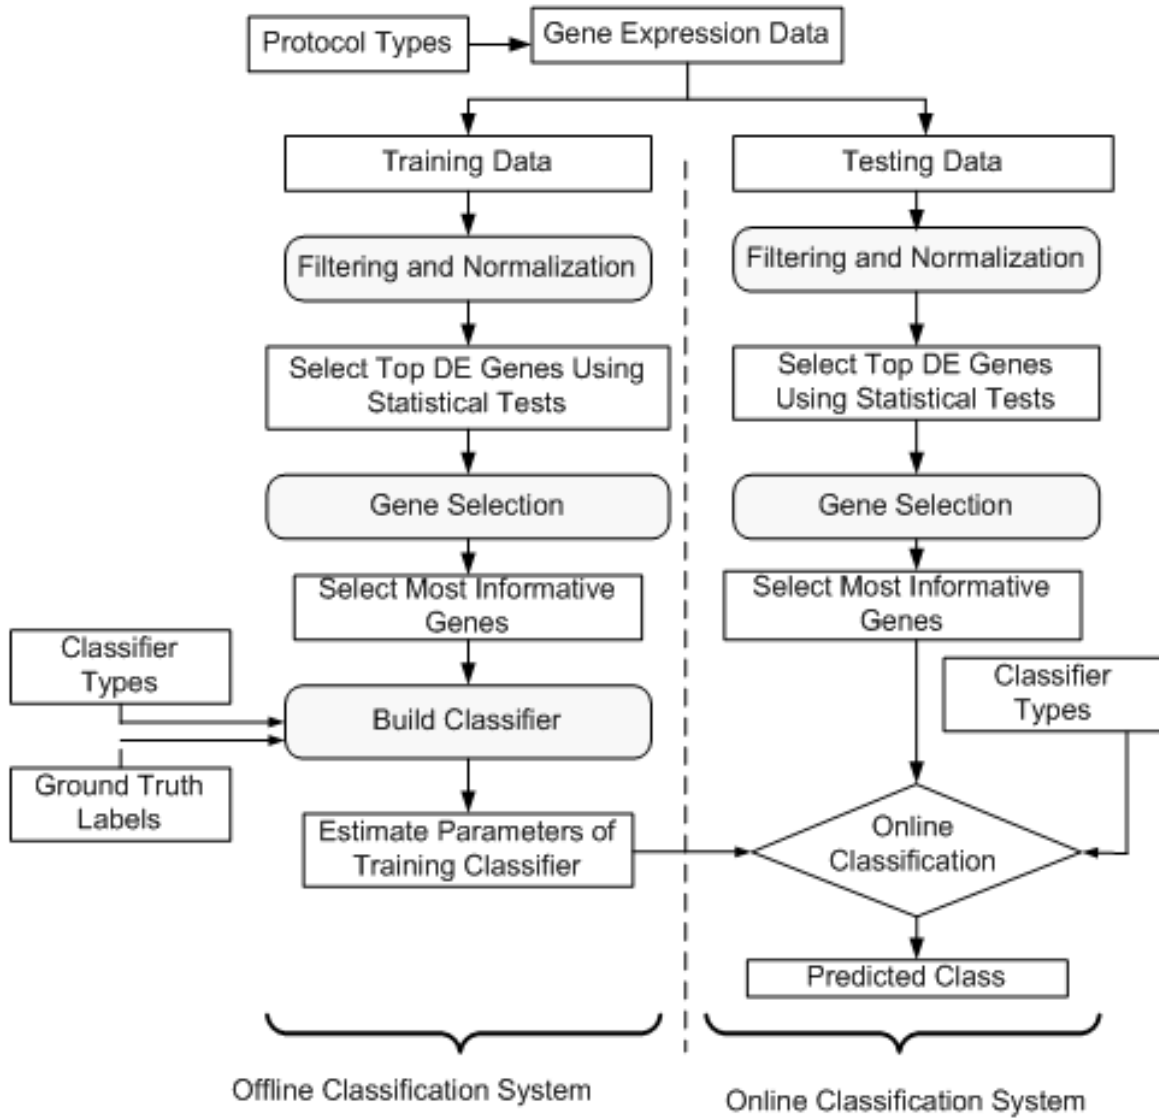 Protocol Types
Gene Expression Data
Training Data
Testing Data
Filtering and Normalization
Filtering and Normalization
Select Top DE Genes Using
Statistical Tests
Select Top DE Genes
Using Statistical Tests
Gene Selection
Gene Selection
Select Most Informative
Genes
Select Most Informative
Genes
Classifier
Types
Classifier
Types
Build Classifier
Ground Truth
Labels
Estimate Parameters of
Training Classifier
Online
Classification
Predicted Class
Offline Classification System
Online Classification System